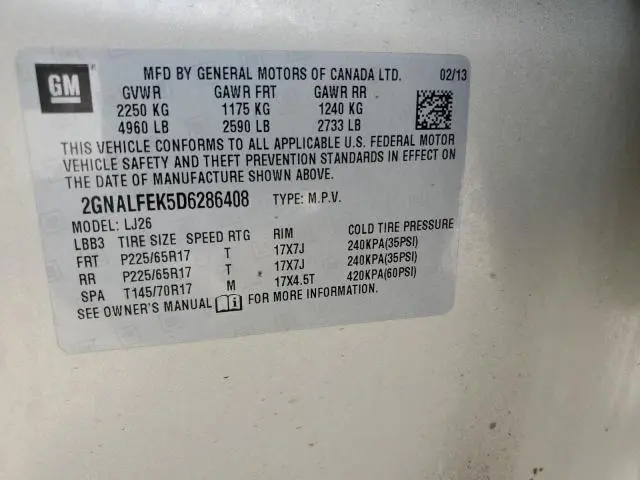 GM
MFD BY GENERAL MOTORS OF CANADA LTD. 02/13
GVWR GAWR FRT GAWR RR
2250 KG 1175 KG 1240 KG
4960 LB 2590 LB 2733 LB
THIS VEHICLE CONFORMS TO ALL APPLICABLE U.S. FEDERAL MOTOR
VEHICLE SAFETY AND THEFT PREVENTION STANDARDS IN EFFECT ON
THE DATE OF MANUFACTURE SHOWN ABOVE.
2GNALFEK5D6286408 TYPE: M.P.V.
MODEL: LJ26
LBB3 TIRE SIZE SPEED RTG RIM COLD TIRE PRESSURE
FRT P225/65R17 T 17X7J 240KPA(35PSI)
RR P225/65R17 T 17X7J 240KPA(35PSI)
SPA T145/70R17 M 17X4.5T 420KPA(60PSI)
SEE OWNER'S MANUAL FOR MORE INFORMATION.